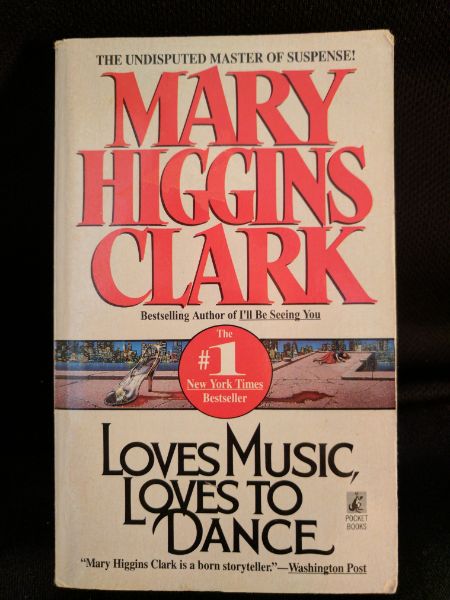 THE UNDISPUTED MASTER OF SUSPENSE!
MARY
HIGGINS
CLARK
Bestselling Author of I'll Be Seeing You
The
#1
New York Times
Bestseller
LOVES MUSIC,
LOVES TO
DANCE
POCKET
BOOKS
"Mary Higgins Clark is a born storyteller."—Washington Post